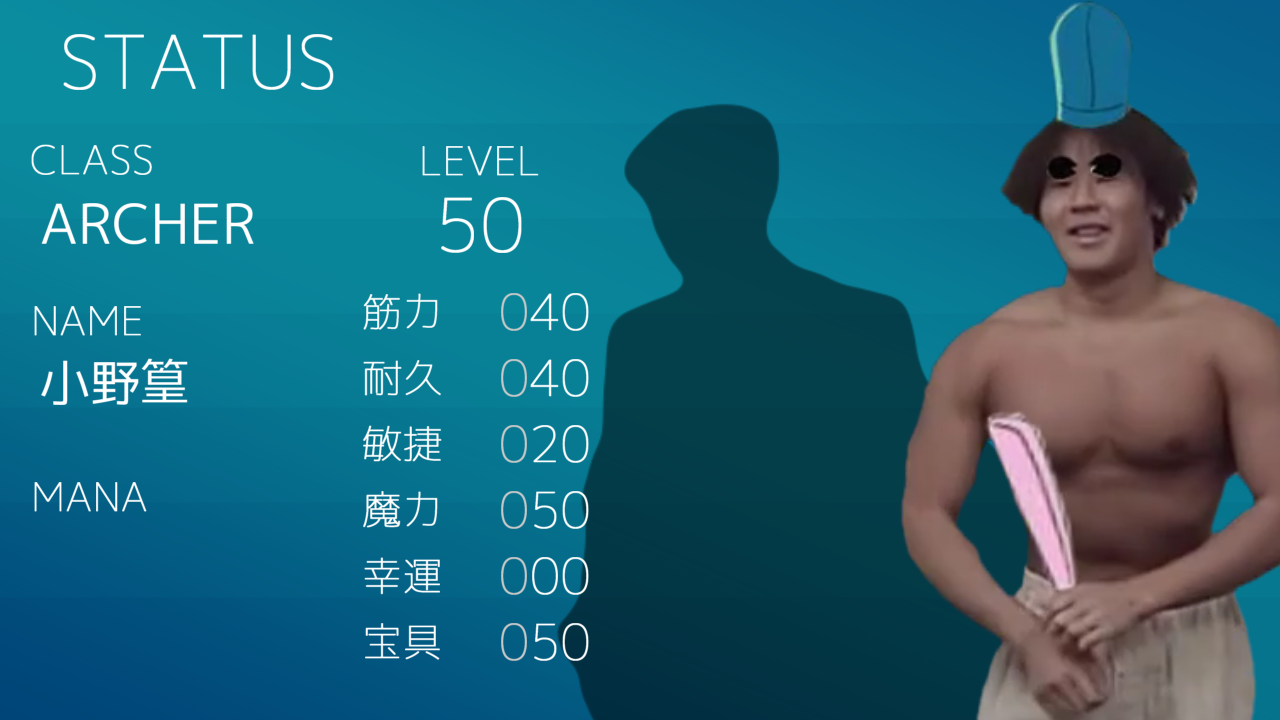 STATUS
CLASS
ARCHER
LEVEL
50
NAME
小野篁
MANA
筋力 040
耐久 040
敏捷 020
魔力 050
幸運 000
宝具 050